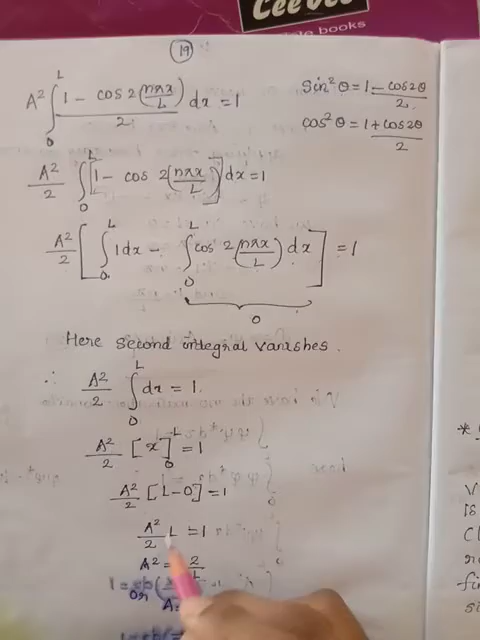 CeeVee
books
19
A² ∫₀ᴸ (1 - cos 2(nπx/L))/2 dx = 1
Sin²θ = (1 - cos2θ)/2
cos²θ = (1 + cos2θ)/2
A²/2 ∫₀ᴸ [1 - cos 2(nπx/L)] dx = 1
A²/2 [∫₀ᴸ 1dx - ∫₀ᴸ cos 2(nπx/L) dx] = 1
0
Here second integral vanishes.
∴ A²/2 ∫₀ᴸ dx = 1
A²/2 [x]₀ᴸ = 1
A²/2 [L-0] = 1
A²/2 L = 1
A² = 2/L
or A =